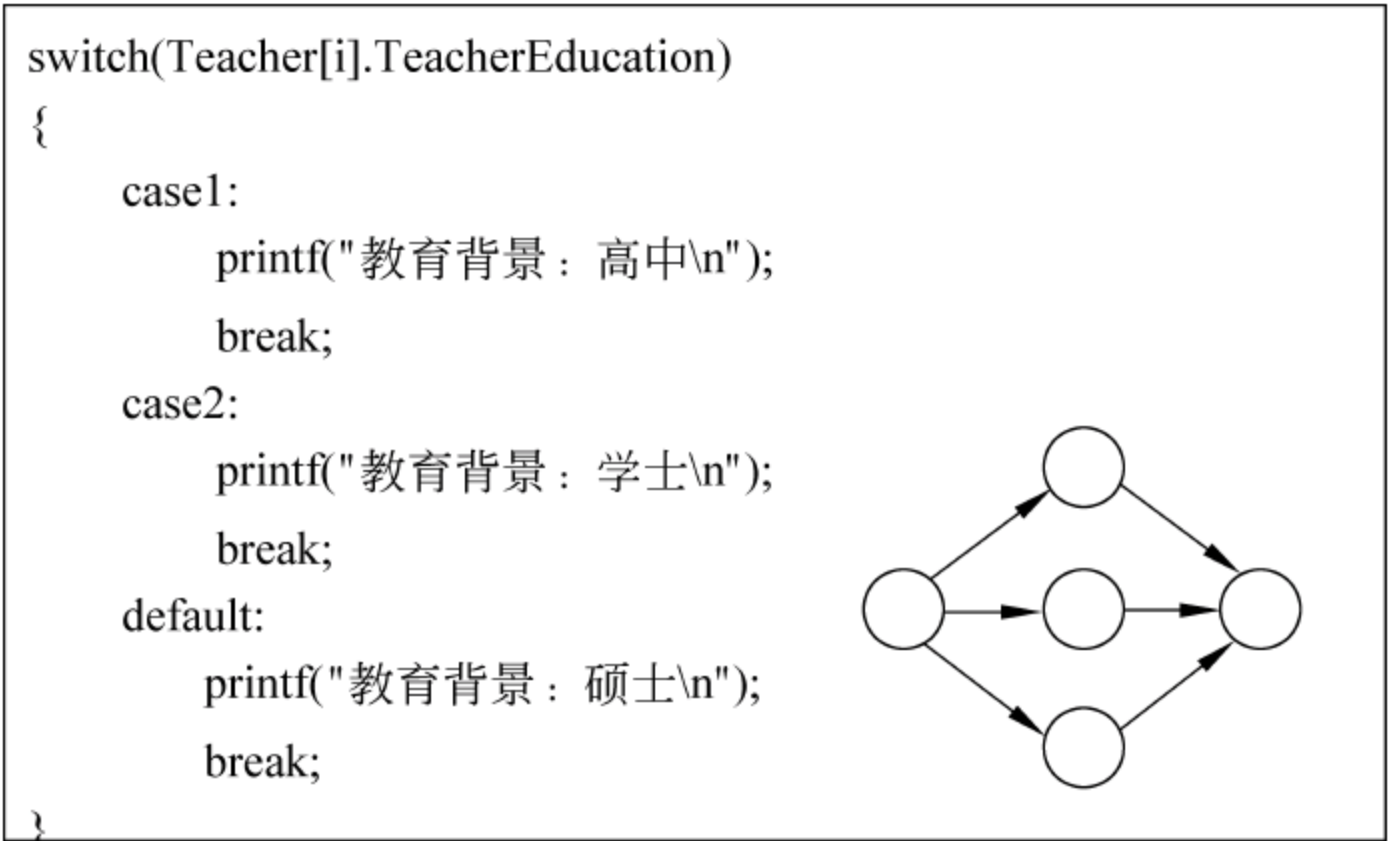 switch(Teacher[i].TeacherEducation)
{
case1:
printf("教育背景：高中\n");
break;
case2:
printf("教育背景：学士\n");
break;
default:
printf("教育背景：硕士\n");
break;
}